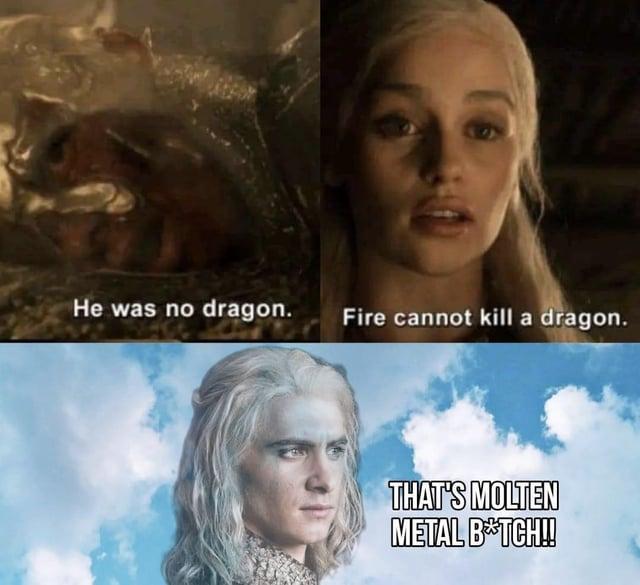 He was no dragon.
Fire cannot kill a dragon.
THAT'S MOLTEN
METAL B*TCH!!